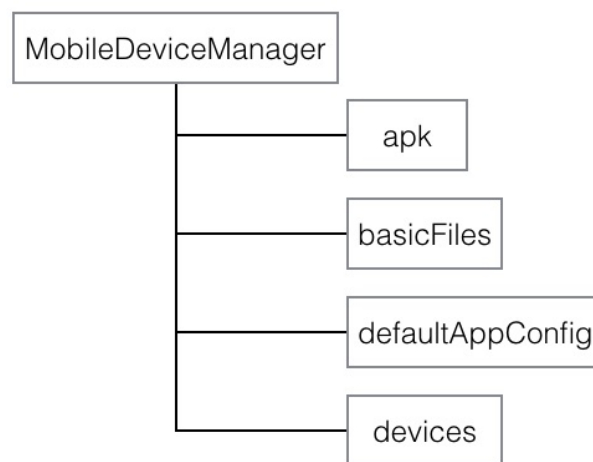 MobileDeviceManager
apk
basicFiles
defaultAppConfig
devices